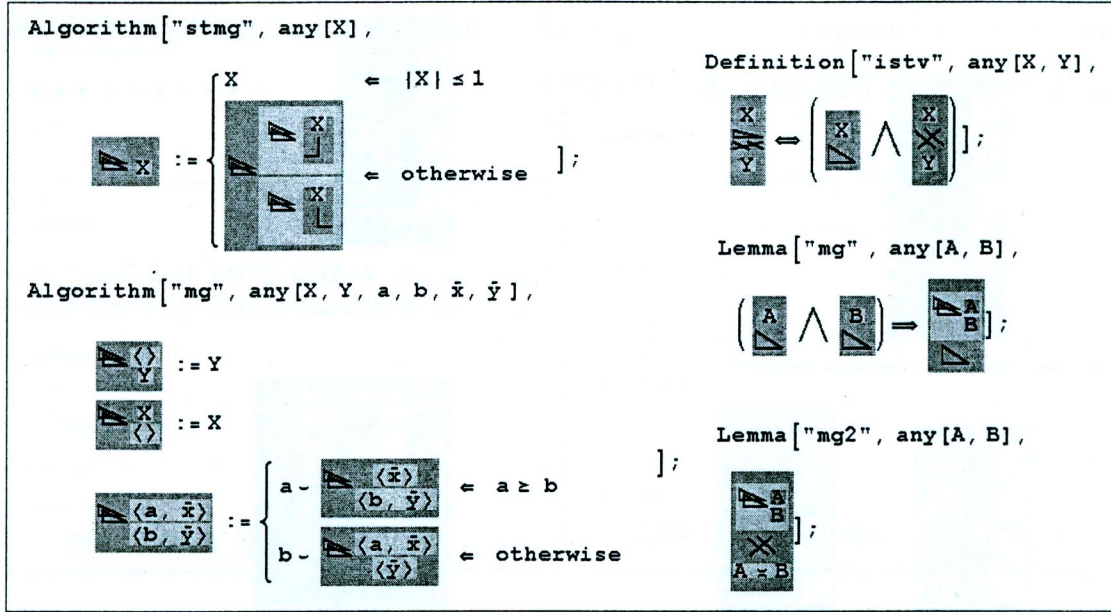 Algorithm["stmg", any[X],
X ⇐ |X| ≤ 1
X := X
⇐ otherwise ];
X
Algorithm["mg", any[X, Y, a, b, x̄, ȳ],
⟨⟩
Y := Y
X
⟨⟩ := X
⟨a, x̄⟩
⟨b, ȳ⟩ :=
a ⌣ ⟨x̄⟩
⟨b, ȳ⟩ ⇐ a ≥ b
b ⌣ ⟨a, x̄⟩
⟨ȳ⟩ ⇐ otherwise
];
Definition["istv", any[X, Y],
X
Y ⇔ ( X ⋀ X
Y ) ];
Lemma["mg", any[A, B],
( A ⋀ B ) ⟹ A
B ];
Lemma["mg2", any[A, B],
A
B
A ≍ B ];